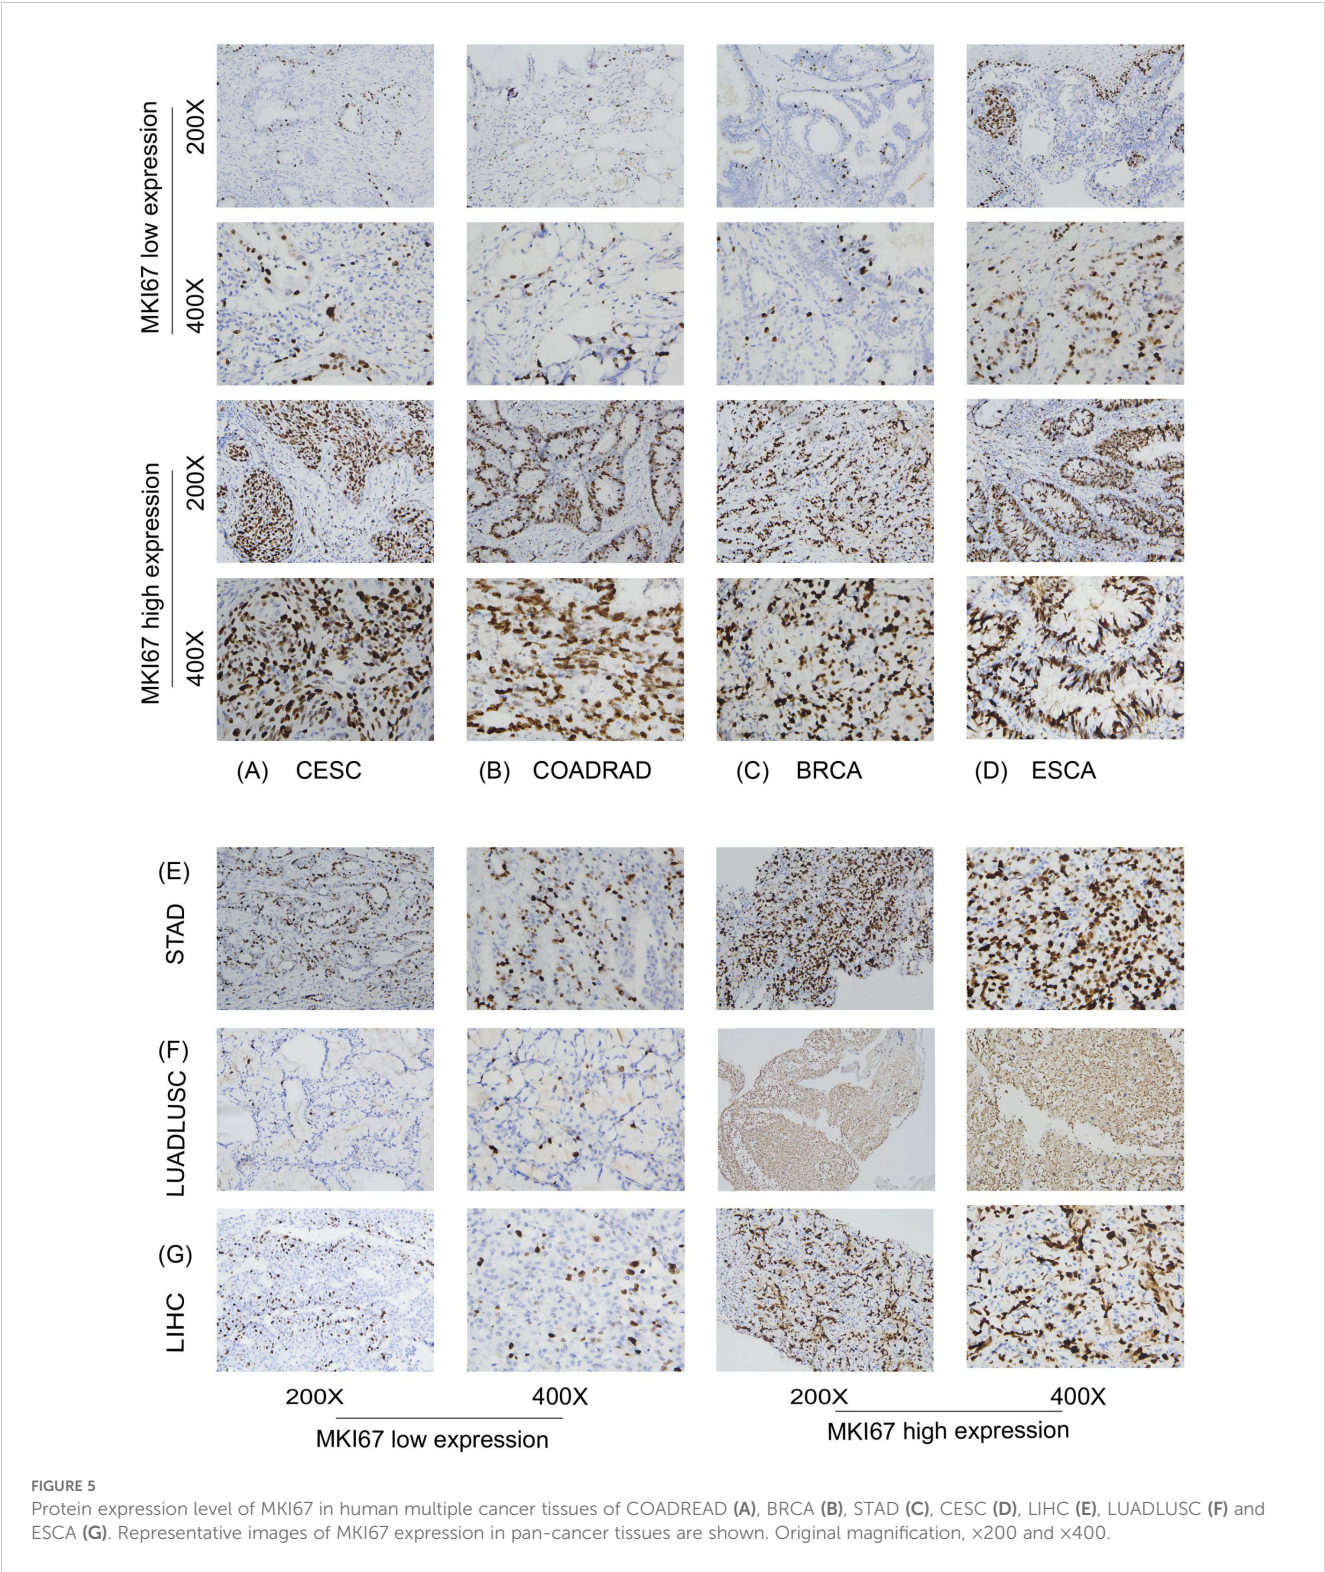 MKI67 low expression
200X
400X
MKI67 high expression
200X
400X
(A) CESC
(B) COADRAD
(C) BRCA
(D) ESCA
(E)
STAD
(F)
LUADLUSC
(G)
LIHC
200X
400X
200X
400X
MKI67 low expression
MKI67 high expression
FIGURE 5
Protein expression level of MKI67 in human multiple cancer tissues of COADREAD (A), BRCA (B), STAD (C), CESC (D), LIHC (E), LUADLUSC (F) and
ESCA (G). Representative images of MKI67 expression in pan-cancer tissues are shown. Original magnification, ×200 and ×400.